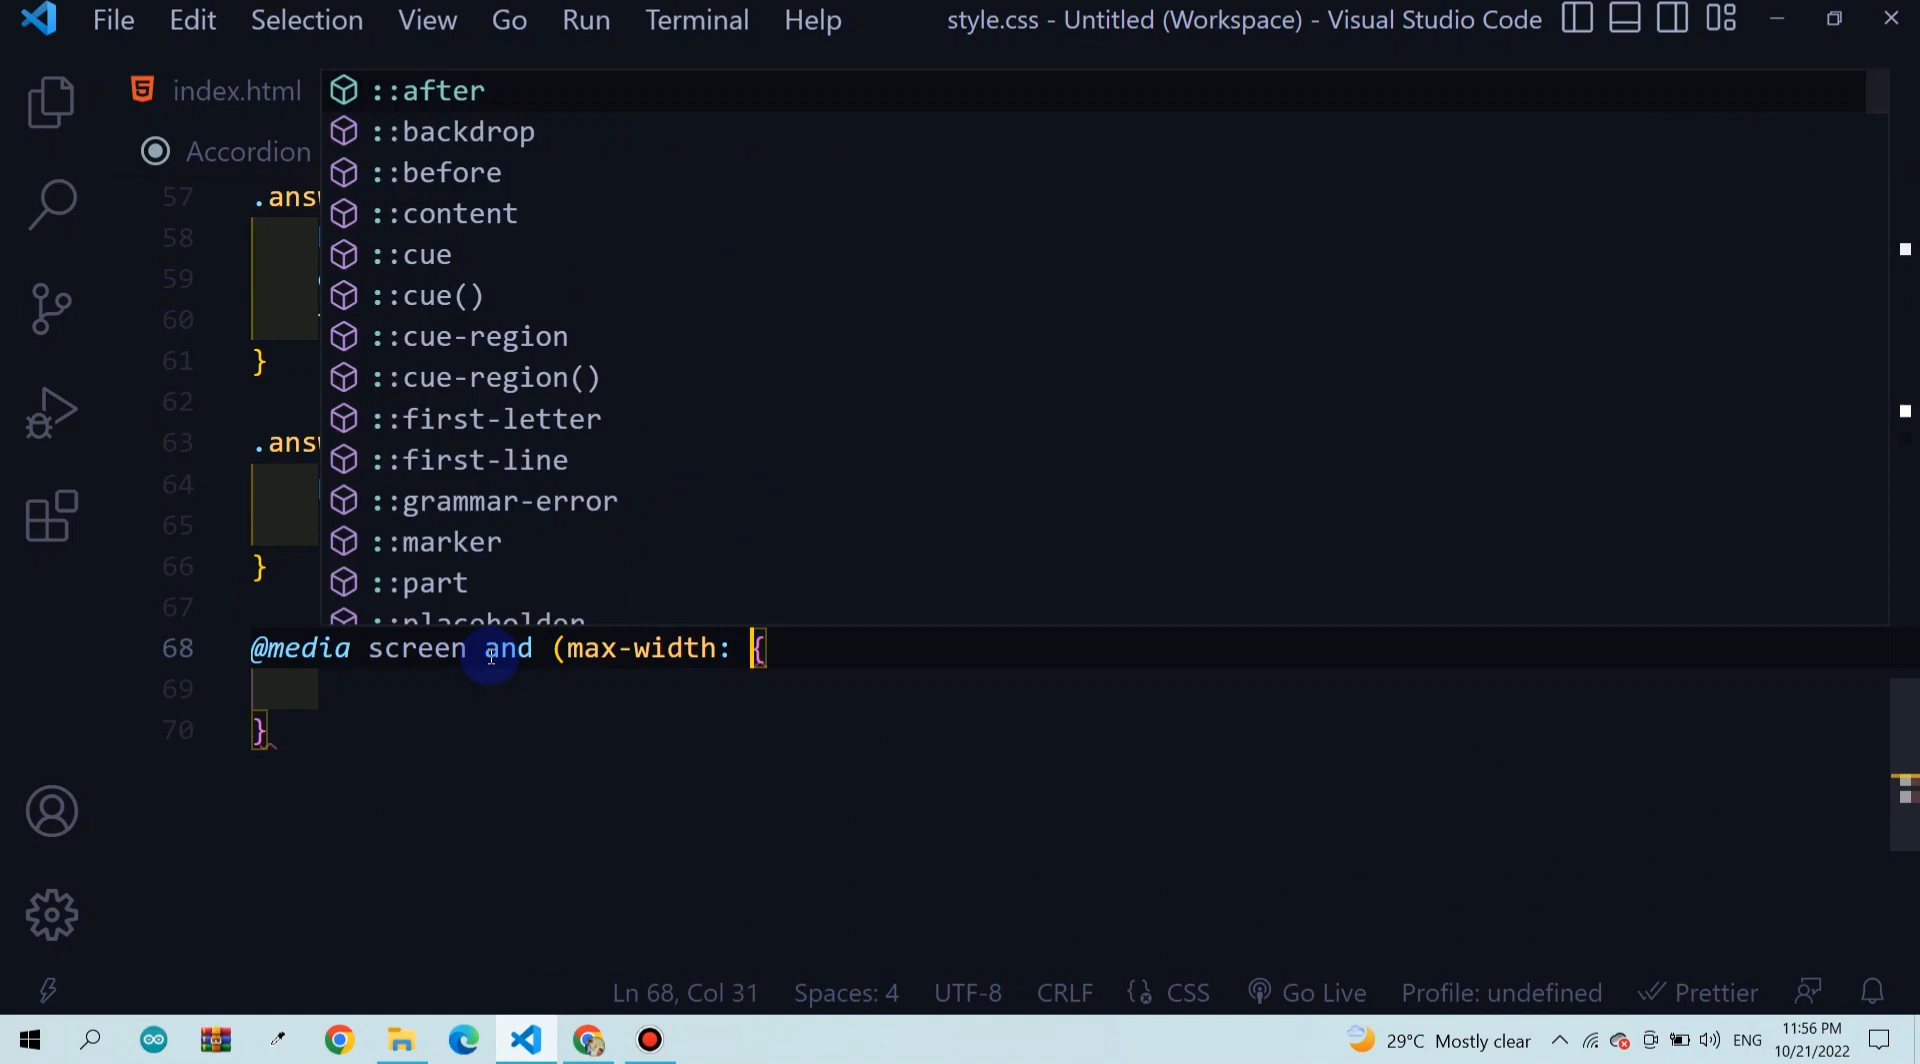 File Edit Selection View Go Run Terminal Help style.css - Untitled (Workspace) - Visual Studio Code
index.html
Accordion
::after
::backdrop
::before
::content
::cue
::cue()
::cue-region
::cue-region()
::first-letter
::first-line
::grammar-error
::marker
::part
::placeholder
57 .answ
58
59
60
61 }
62
63 .answ
64
65
66 }
67
68 @media screen and (max-width: {
69
70 }
Ln 68, Col 31 Spaces: 4 UTF-8 CRLF CSS Go Live Profile: undefined Prettier
29°C Mostly clear ENG 11:56 PM
10/21/2022